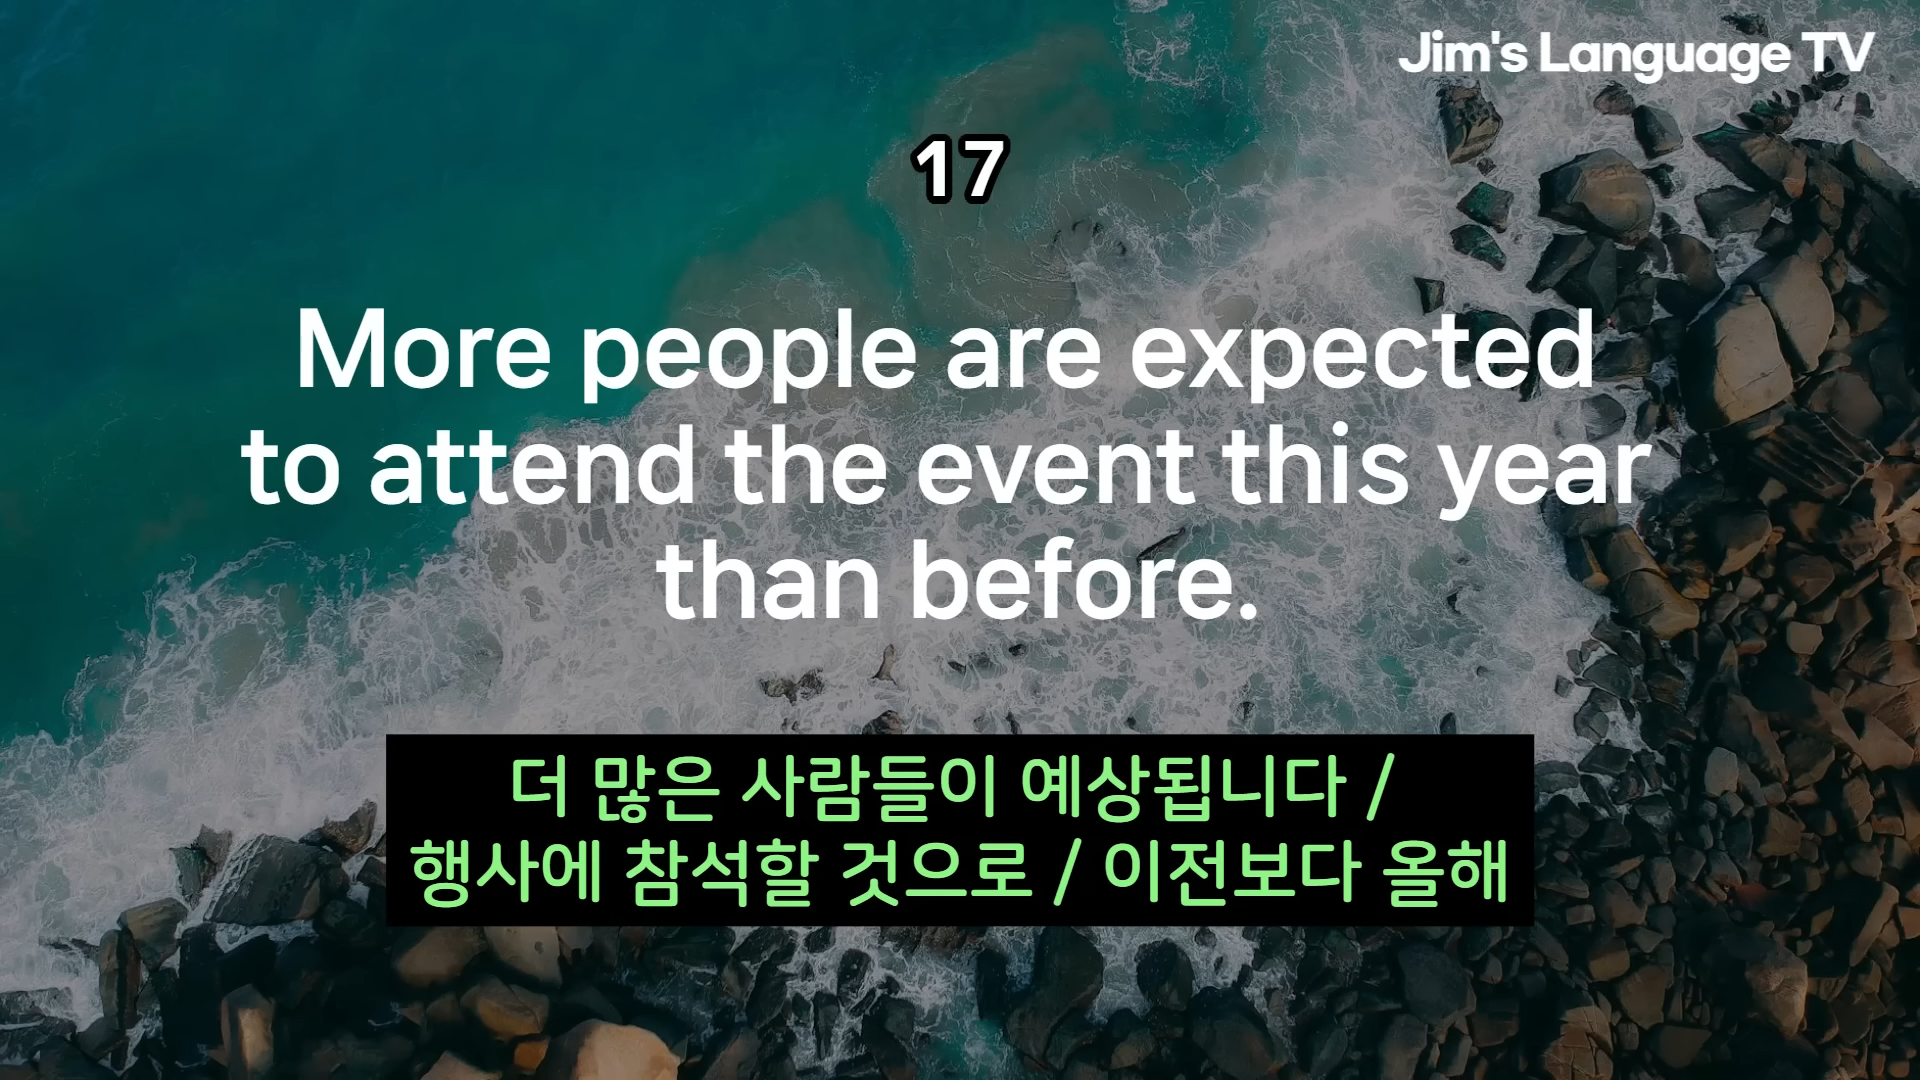 Jim's Language TV
17
More people are expected
to attend the event this year
than before.
더 많은 사람들이 예상됩니다 /
행사에 참석할 것으로 / 이전보다 올해